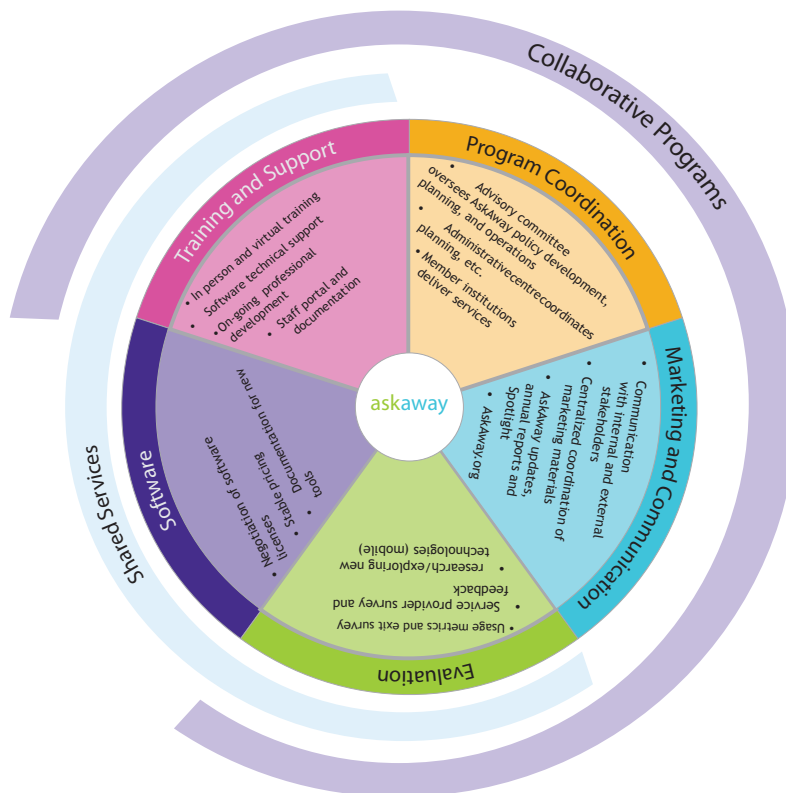 Collaborative Programs
Shared Services
Program Coordination
• Advisory committee
oversees AskAway policy development,
planning, and operations
• Administrativecentrecoordinates
planning, etc.
• Member institutions
deliver services
Marketing and Communication
• Communication
with internal and external
stakeholders
• Centralized coordination of
marketing materials
• AskAway updates,
annual reports and
Spotlight
• AskAway.org
Evaluation
• Usage metrics and exit survey
• Service provider survey and
feedback
• research/exploring new
technologies (mobile)
Software
• Negotiation of software
licenses
• Stable pricing
• Documentation for new
tools
Training and Support
• In person and virtual training
• Software technical support
• On-going professional
development
• Staff portal and
documentation
askaway